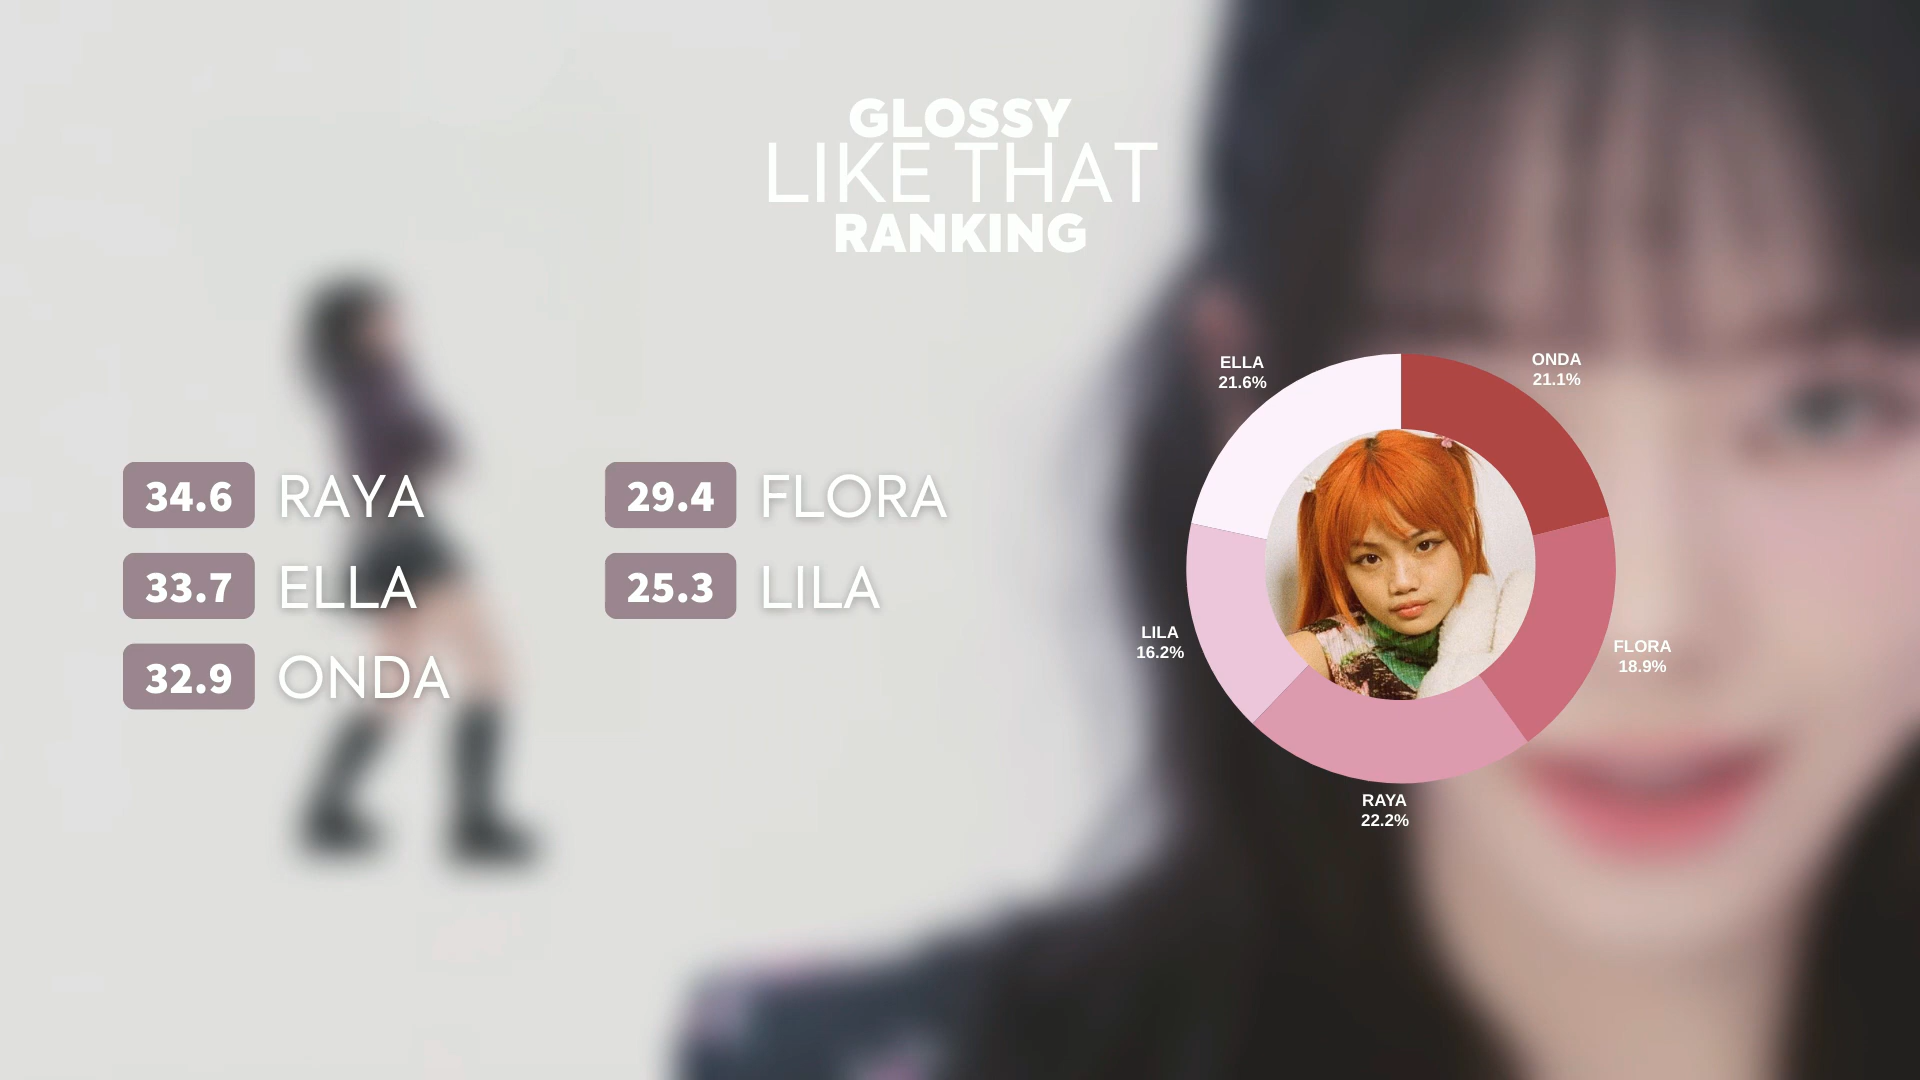 GLOSSY
LIKE THAT
RANKING
34.6 RAYA
33.7 ELLA
32.9 ONDA
29.4 FLORA
25.3 LILA
ELLA
21.6%
ONDA
21.1%
LILA
16.2%
FLORA
18.9%
RAYA
22.2%